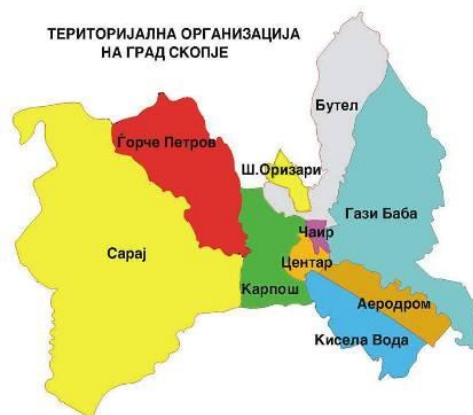 ТЕРИТОРИЈАЛНА ОРГАНИЗАЦИЈА
НА ГРАД СКОПЈЕ
Бутел
Ѓорче Петров
Ш.Оризари
Гази Баба
Чаир
Сарај
Центар
Карпош
Аеродром
Кисела Вода